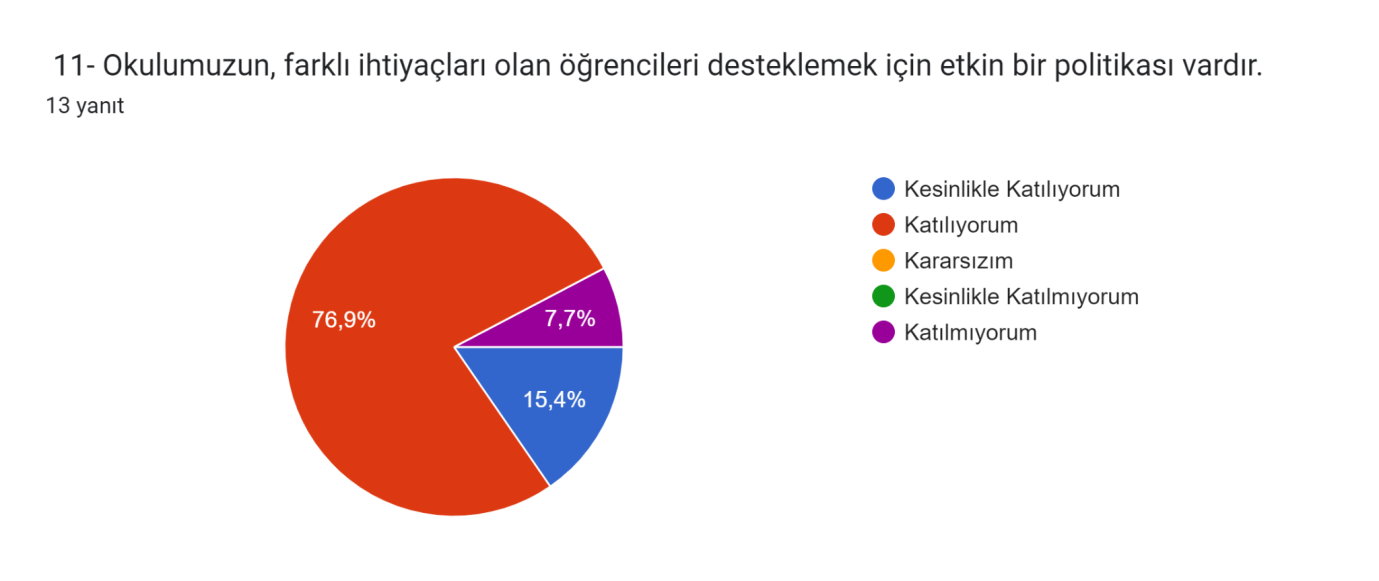 11- Okulumuzun, farklı ihtiyaçları olan öğrencileri desteklemek için etkin bir politikası vardır.
13 yanıt
Kesinlikle Katılıyorum
Katılıyorum
Kararsızım
Kesinlikle Katılmıyorum
Katılmıyorum
76,9%
7,7%
15,4%